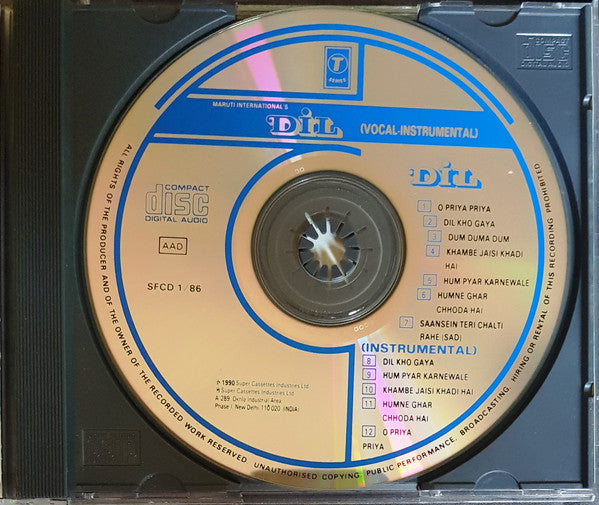 T
SERIES
MARUTI INTERNATIONAL'S
DiL (VOCAL-INSTRUMENTAL)
COMPACT
disc
DIGITAL AUDIO
AAD
SFCD 1/86
DiL
1 O PRIYA PRIYA
2 DIL KHO GAYA
3 DUM DUMA DUM
4 KHAMBE JAISI KHADI
HAI
5 HUM PYAR KARNEWALE
6 HUMNE GHAR
CHHODA HAI
7 SAANSEIN TERI CHALTI
RAHE (SAD)
(INSTRUMENTAL)
8 DIL KHO GAYA
9 HUM PYAR KARNEWALE
10 KHAMBE JAISI KHADI HAI
11 HUMNE GHAR
CHHODA HAI
12 O PRIYA
PRIYA
℗ 1990 Super Cassettes Industries Ltd
Super Cassettes Industries Ltd
A 289. Okhla Industrial Area
Phase I. New Delhi 110 020 (INDIA)
ALL RIGHTS OF THE PRODUCER AND OF THE OWNER OF THE RECORDED WORK RESERVED. UNAUTHORISED COPYING, PUBLIC PERFORMANCE, BROADCASTING, HIRING OR RENTAL OF THIS RECORDING PROHIBITED.
COMPACT
disc
DIGITAL AUDIO